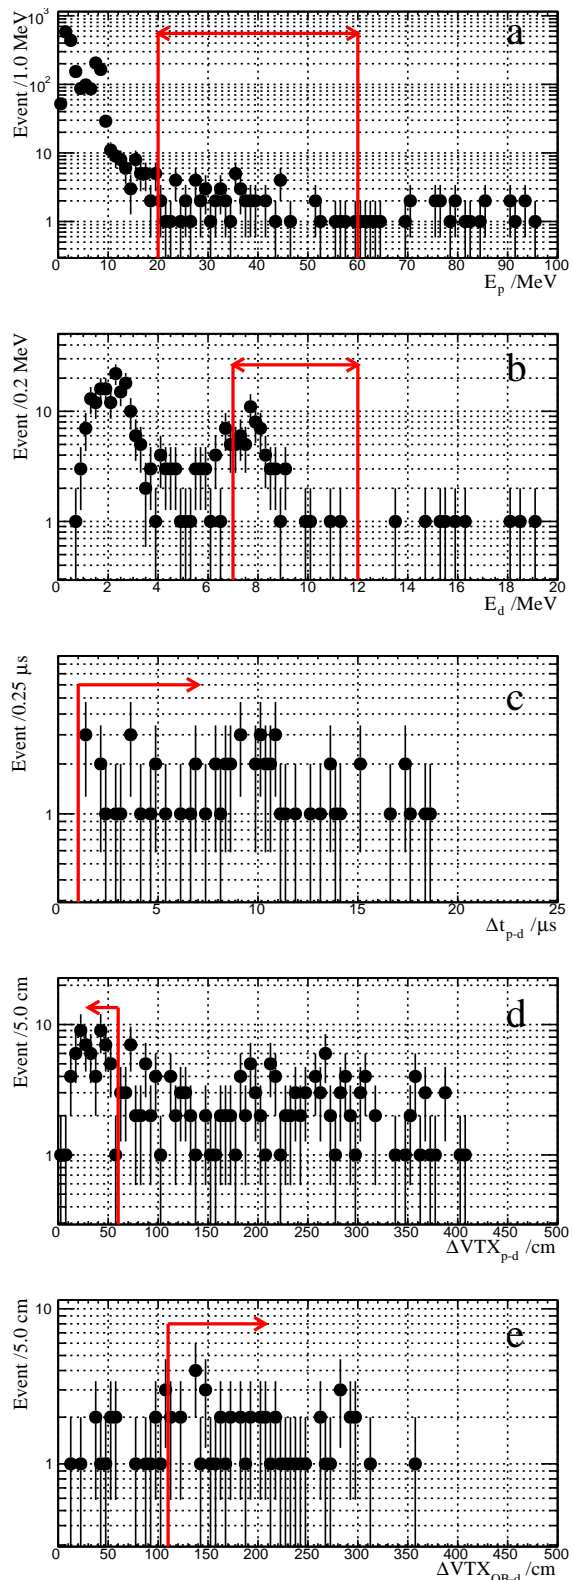 10³
a
Event /1.0 MeV
10²
10
1
0 10 20 30 40 50 60 70 80 90 100
E_p /MeV
b
Event /0.2 MeV
10
1
0 2 4 6 8 10 12 14 16 18 20
E_d /MeV
c
Event /0.25 μs
1
0 5 10 15 20 25
Δt_p-d /μs
d
Event /5.0 cm
10
1
0 50 100 150 200 250 300 350 400 450 500
ΔVTX_p-d /cm
10
e
Event /5.0 cm
1
0 50 100 150 200 250 300 350 400 450 500
ΔVTX_OB-d /cm